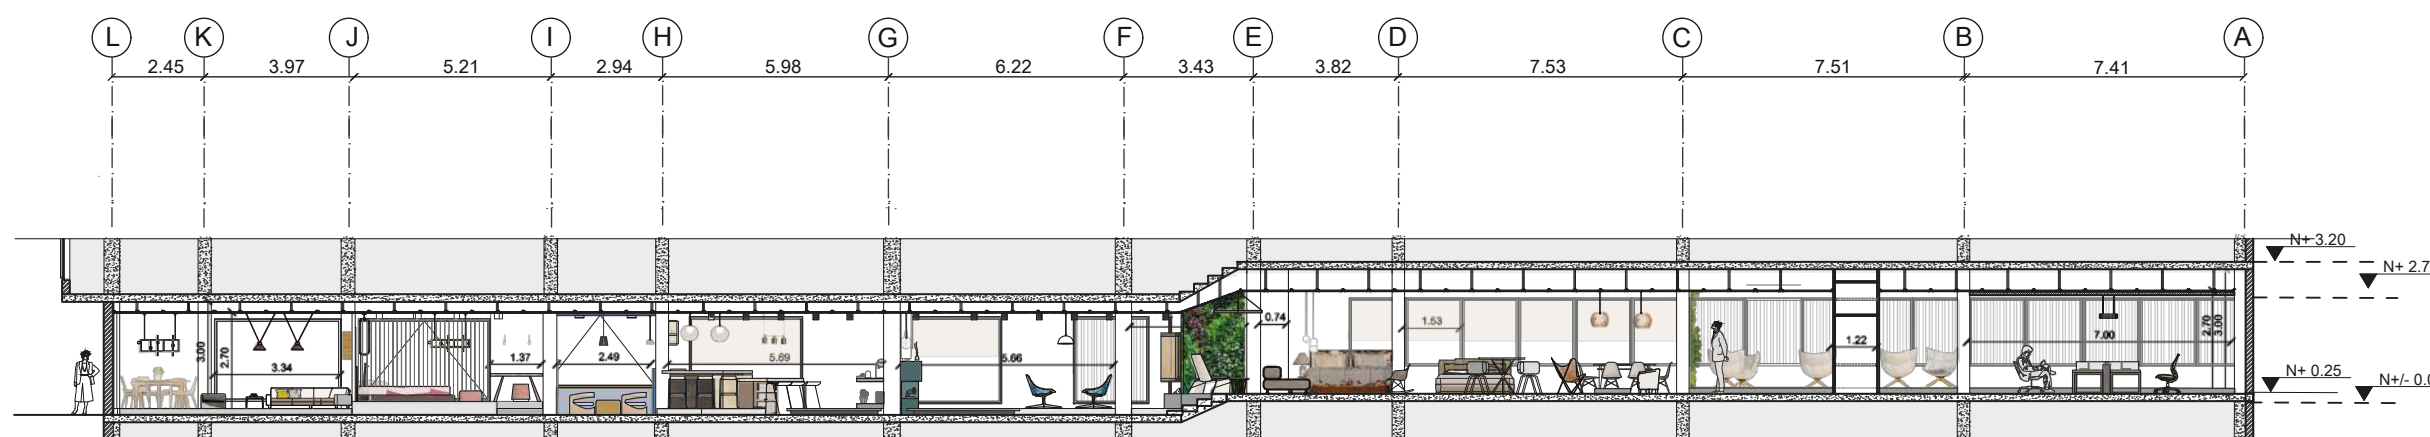 L K J I H G F E D C B A
2.45 3.97 5.21 2.94 5.98 6.22 3.43 3.82 7.53 7.51 7.41
N+ 3.20
N+ 2.7
0.74 1.53
2.70 3.00
3.00 2.70 3.34 1.37 2.49 5.69 5.66 1.22 7.00
N+ 0.25
N+/- 0.0